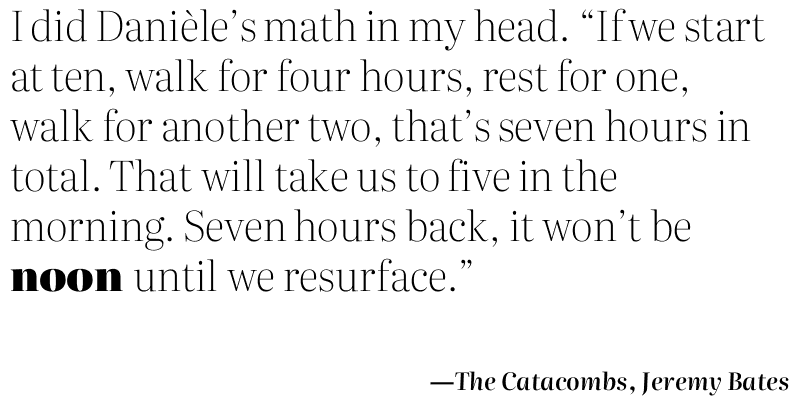 I did Danièle’s math in my head. “If we start
at ten, walk for four hours, rest for one,
walk for another two, that’s seven hours in
total. That will take us to five in the
morning. Seven hours back, it won’t be
noon until we resurface.”
—The Catacombs, Jeremy Bates